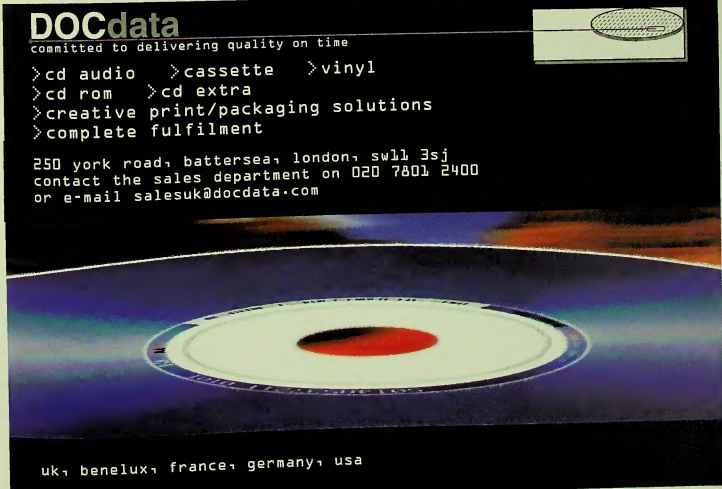 DOCdata
committed to delivering quality on time
>cd audio >cassette >vinyl
>cd rom >cd extra
>creative print/packaging solutions
>complete fulfilment
250 york road, battersea, london, sw11 3sj
contact the sales department on 020 7801 2400
or e-mail salesuk@docdata.com
uk, benelux, france, germany, usa